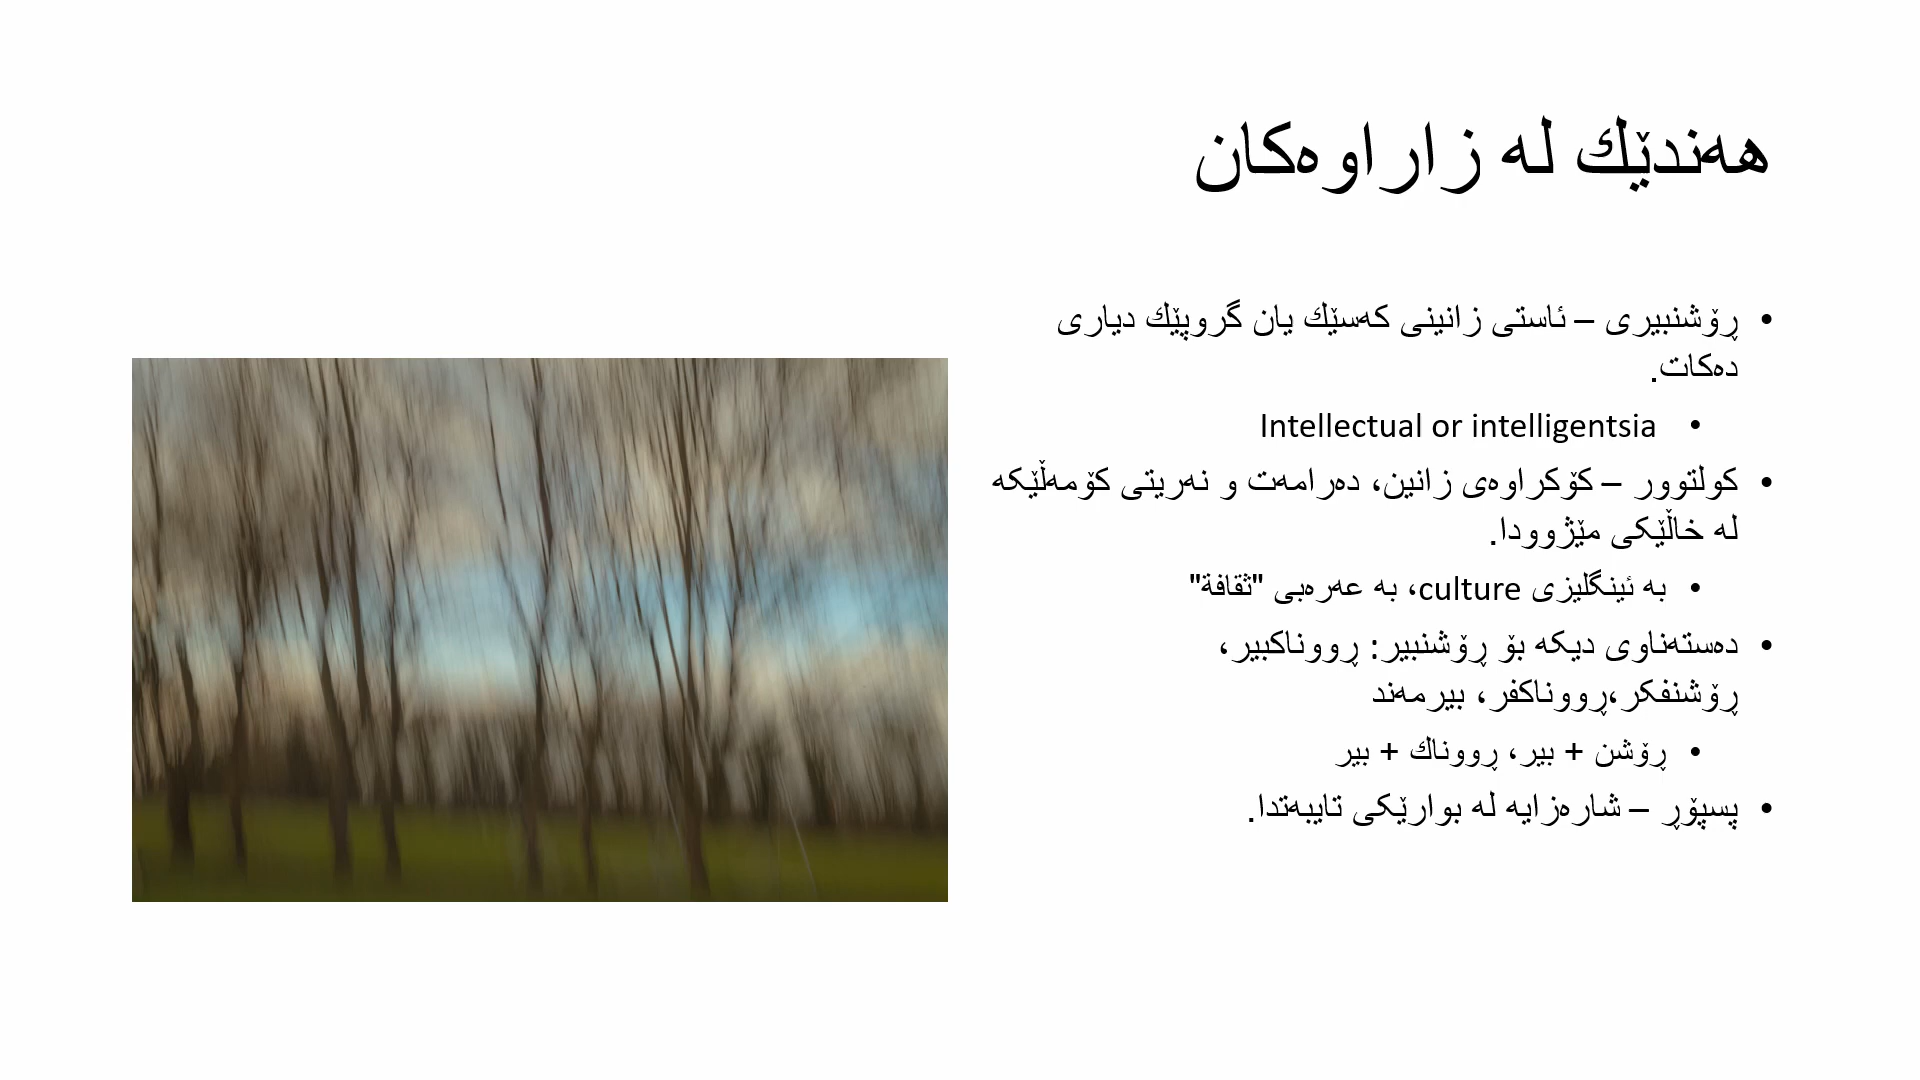 هەندێك لە زاراوەكان
• ڕۆشنبیری – ئاستی زانینی كەسێك یان گروپێك دیاری
دەكات.
• Intellectual or intelligentsia
• كولتوور – كۆكراوەی زانین، دەرامەت و نەریتی كۆمەڵێكە
لە خاڵێكی مێژوودا.
• بە ئینگلیزی culture، بە عەرەبی "ثقافة"
• دەستەناوی دیكە بۆ ڕۆشنبیر: ڕووناكبیر،
ڕۆشنفكر،ڕووناكفر، بیرمەند
• ڕۆشن + بیر، ڕووناك + بیر
• پسپۆڕ – شارەزایە لە بوارێكی تایبەتدا.